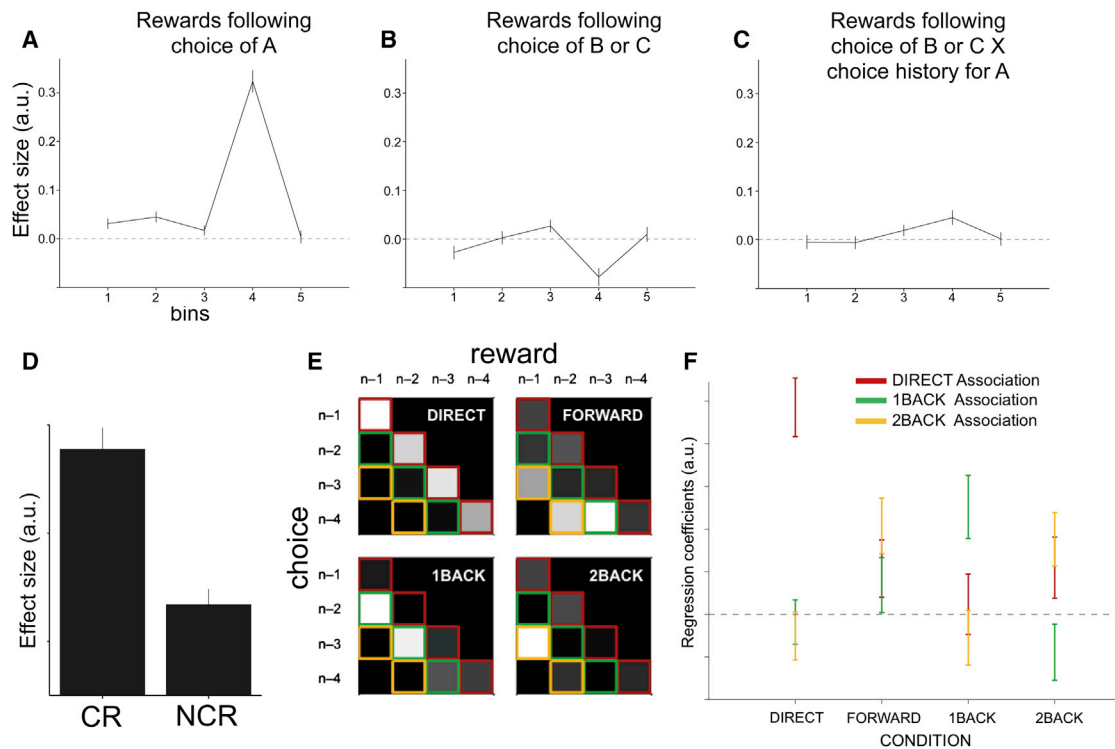 A
Rewards following
choice of A
B
Rewards following
choice of B or C
C
Rewards following
choice of B or C X
choice history for A
Effect size (a.u.)
0.3
0.2
0.1
0.0
1 2 3 4 5
bins
0.3
0.2
0.1
0.0
1 2 3 4 5
0.3
0.2
0.1
0.0
1 2 3 4 5
D
Effect size (a.u.)
CR NCR
E
reward
n–1 n–2 n–3 n–4 n–1 n–2 n–3 n–4
choice
n–1
n–2
n–3
n–4
DIRECT
FORWARD
n–1
n–2
n–3
n–4
1BACK
2BACK
F
DIRECT Association
1BACK Association
2BACK Association
Regression coefficients (a.u.)
DIRECT FORWARD 1BACK 2BACK
CONDITION